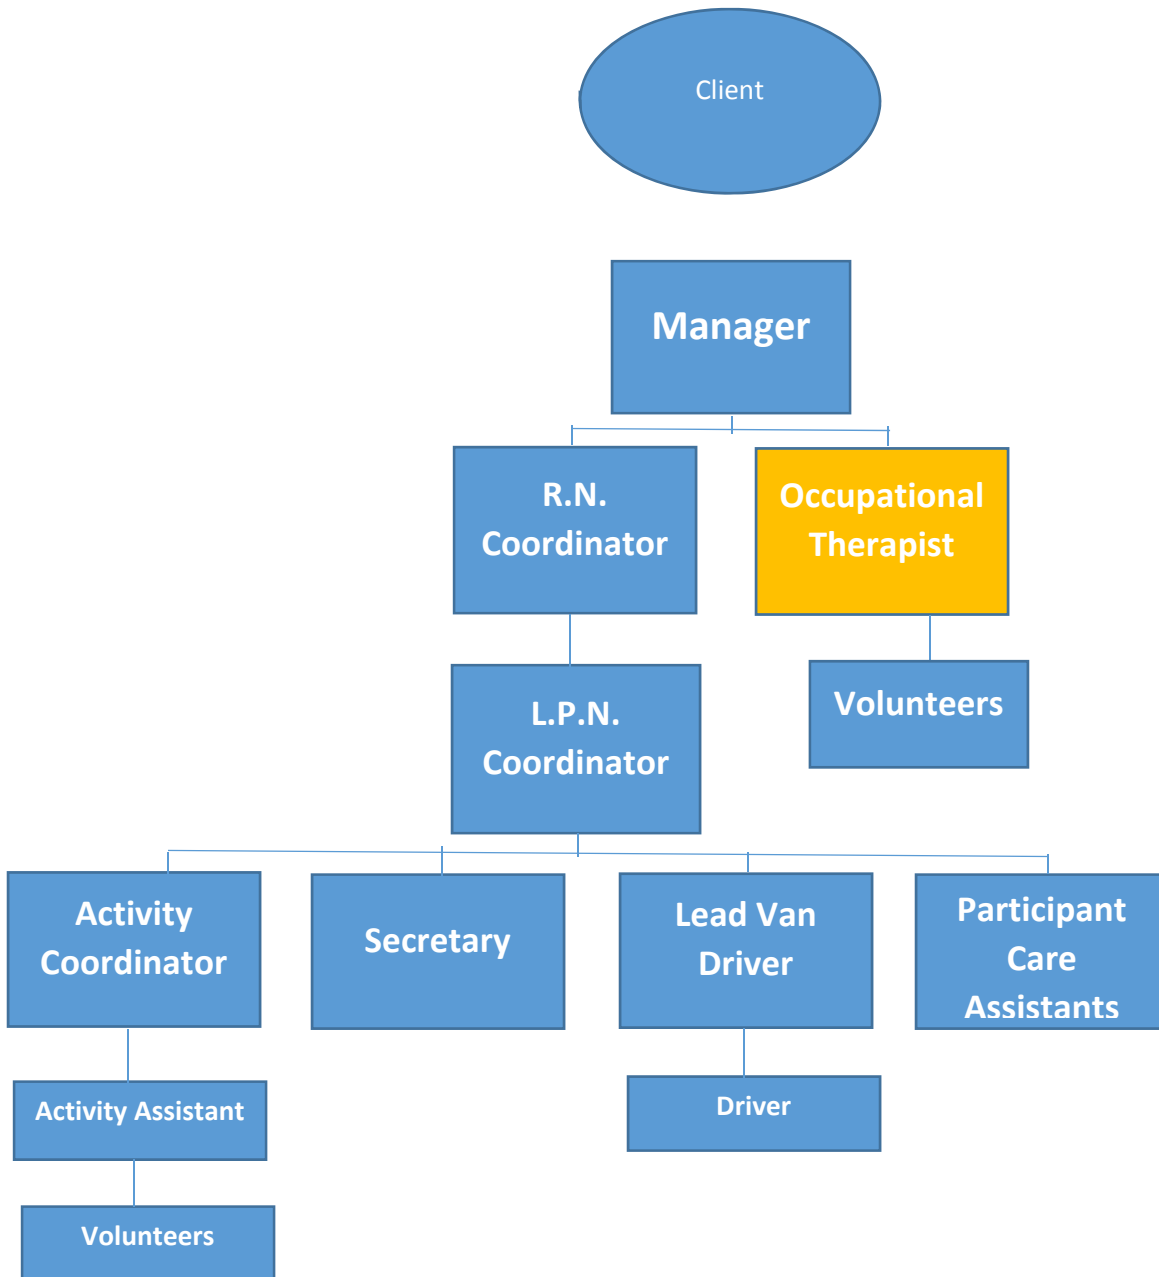 Client
Manager
R.N.
Coordinator
Occupational
Therapist
Volunteers
L.P.N.
Coordinator
Activity
Coordinator
Secretary
Lead Van
Driver
Participant
Care
Assistants
Activity Assistant
Driver
Volunteers